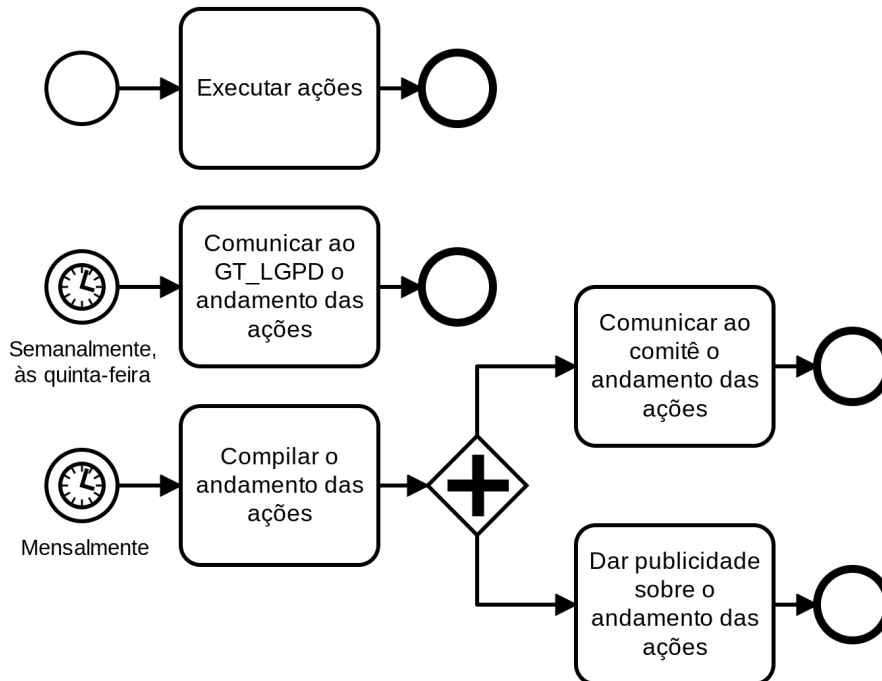 Executar ações
Comunicar ao
GT_LGPD o
andamento das
ações
Semanalmente,
às quinta-feira
Comunicar ao
comitê o
andamento das
ações
Compilar o
andamento das
ações
Mensalmente
Dar publicidade
sobre o
andamento das
ações